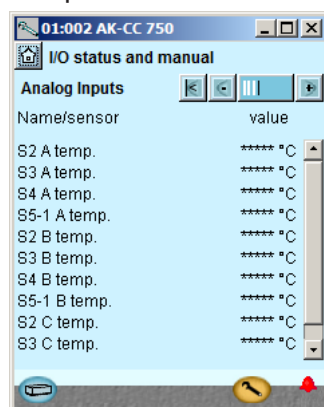 01:002 AK-CC 750
I/O status and manual
Analog Inputs
Name/sensor value
S2 A temp. ***** °C
S3 A temp. ***** °C
S4 A temp. ***** °C
S5-1 A temp. ***** °C
S2 B temp. ***** °C
S3 B temp. ***** °C
S4 B temp. ***** °C
S5-1 B temp. ***** °C
S2 C temp. ***** °C
S3 C temp. ***** °C